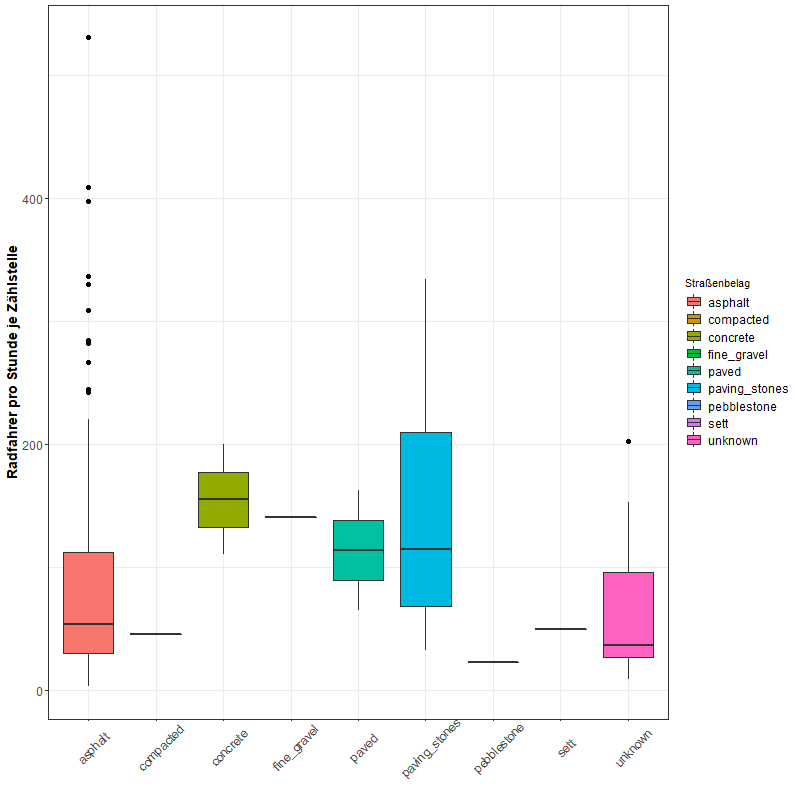 Radfahrer pro Stunde je Zählstelle
400
200
0
asphalt
compacted
concrete
fine_gravel
paved
paving_stones
pebblestone
sett
unknown
Straßenbelag
asphalt
compacted
concrete
fine_gravel
paved
paving_stones
pebblestone
sett
unknown